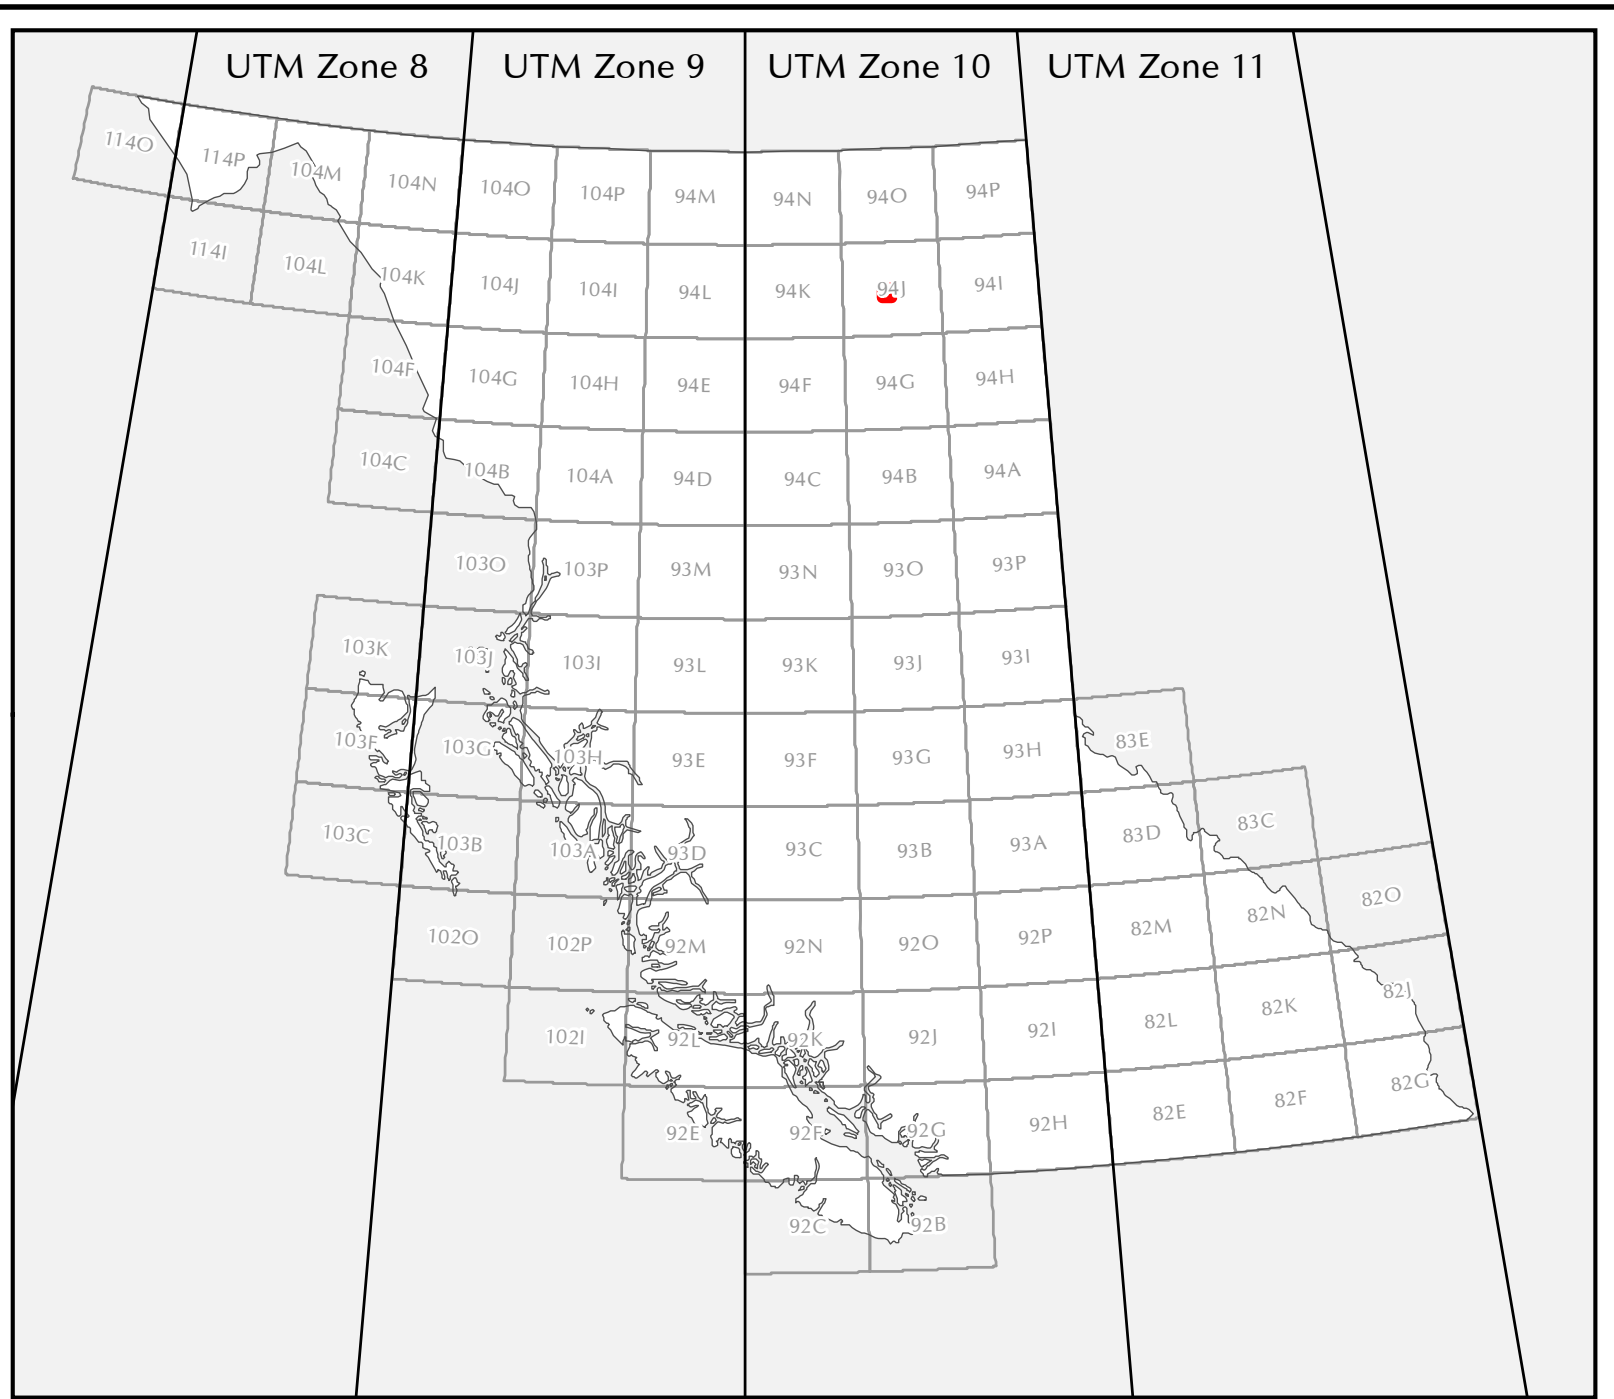 UTM Zone 8 UTM Zone 9 UTM Zone 10 UTM Zone 11
114O 114P 104M 104N 104O 104P 94M 94N 94O 94P
114I 104L 104K 104J 104I 94L 94K 94J 94I
104F 104G 104H 94E 94F 94G 94H
104C 104B 104A 94D 94C 94B 94A
103O 103P 93M 93N 93O 93P
103K 103J 103I 93L 93K 93J 93I
103F 103G 103H 93E 93F 93G 93H 83E
103C 103B 103A 93D 93C 93B 93A 83D 83C
102O 102P 92M 92N 92O 92P 82M 82N 82O
102I 92L 92K 92J 92I 82L 82K 82J
92E 92F 92G 92H 82E 82F 82G
92C 92B